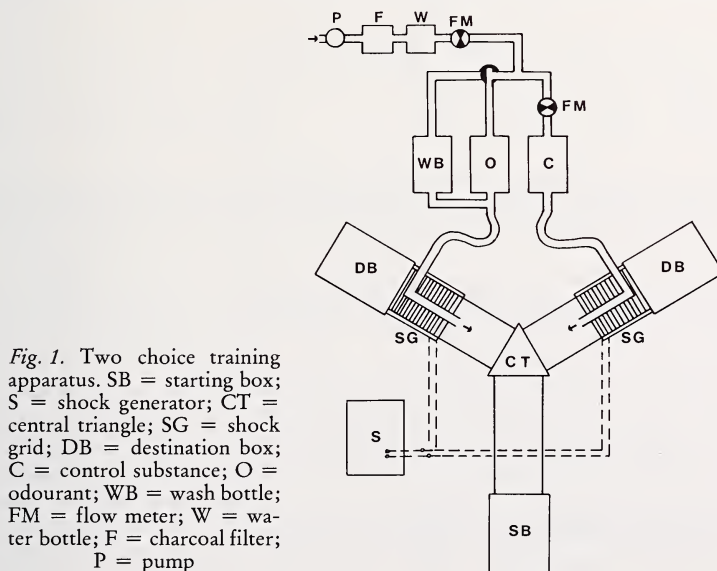 P F W FM
FM
WB O C
DB DB
SG SG
CT
S
SB
Fig. 1. Two choice training
apparatus. SB = starting box;
S = shock generator; CT =
central triangle; SG = shock
grid; DB = destination box;
C = control substance; O =
odourant; WB = wash bottle;
FM = flow meter; W = wa-
ter bottle; F = charcoal filter;
P = pump